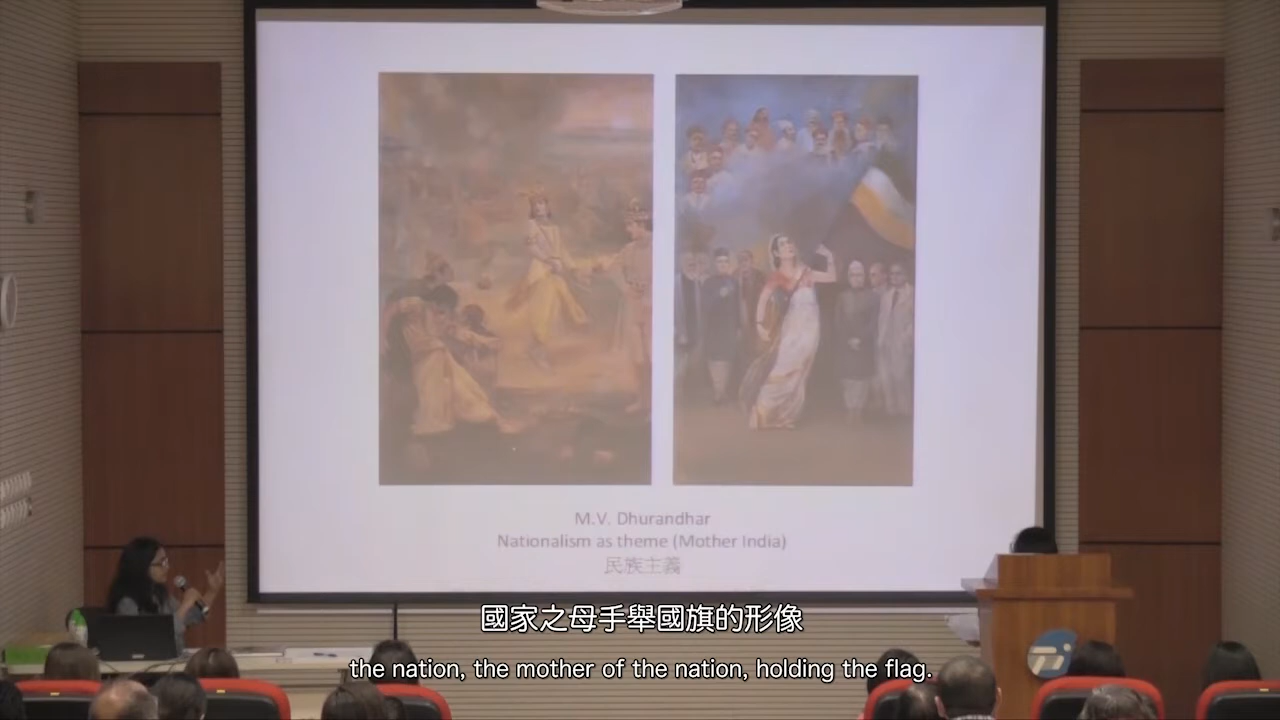 M.V. Dhurandhar
Nationalism as theme (Mother India)
民族主義
國家之母手舉國旗的形像
the nation, the mother of the nation, holding the flag.